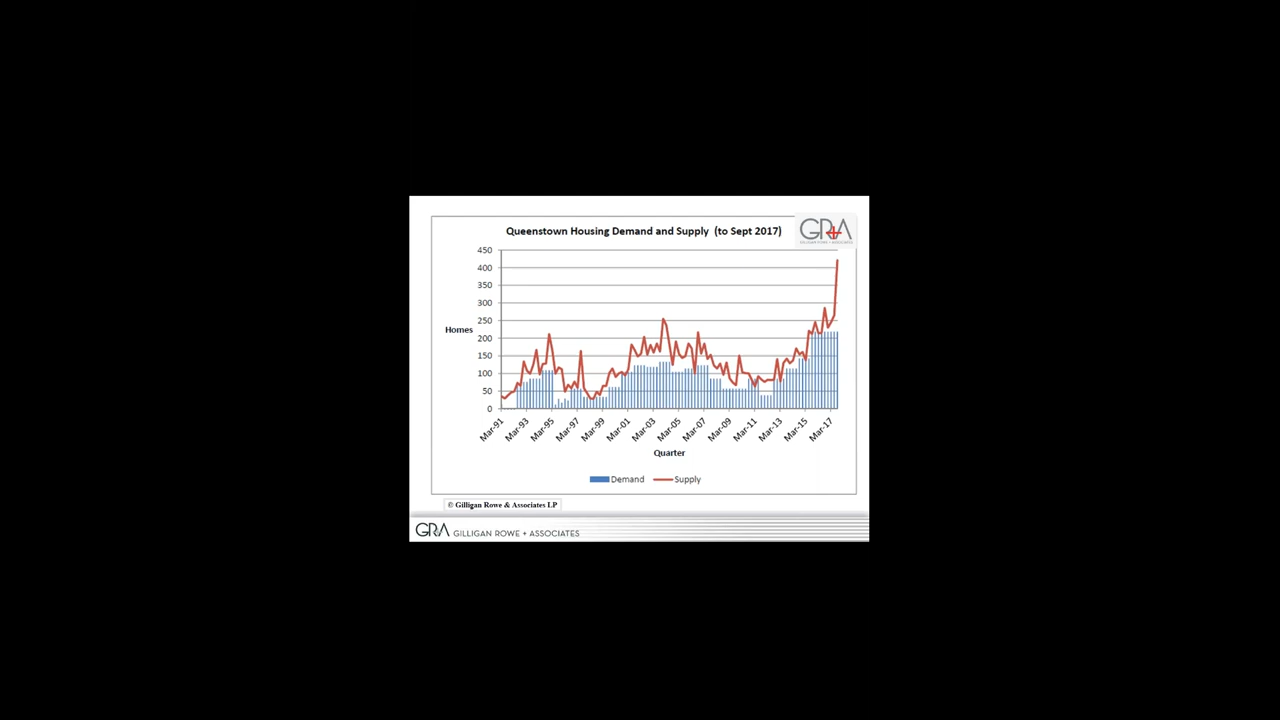 Queenstown Housing Demand and Supply (to Sept 2017)
GRA
GILLIGAN ROWE + ASSOCIATES
450
400
350
300
250
200
150
100
50
0
Homes
Mar-91
Mar-93
Mar-95
Mar-97
Mar-99
Mar-01
Mar-03
Mar-05
Mar-07
Mar-09
Mar-11
Mar-13
Mar-15
Mar-17
Quarter
Demand
Supply
© Gilligan Rowe & Associates LP
GRA GILLIGAN ROWE + ASSOCIATES